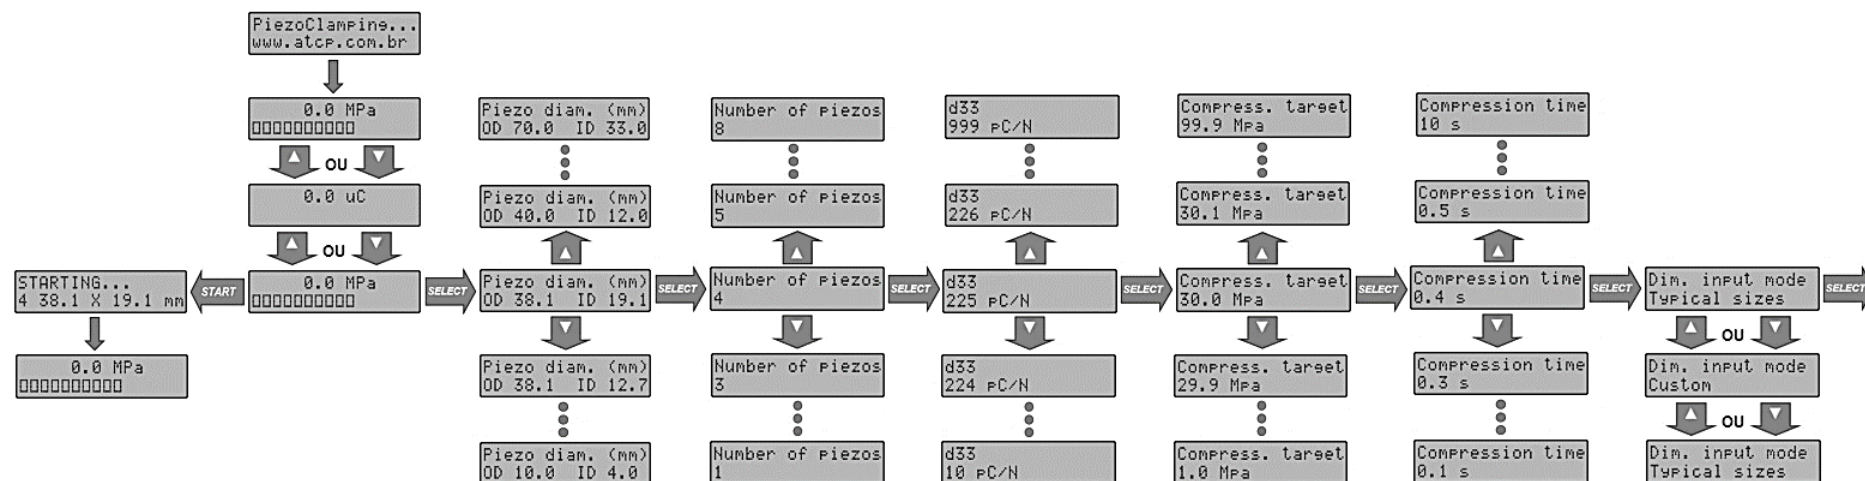 PiezoClamping...
www.atcp.com.br
0.0 MPa
OU
0.0 uC
OU
0.0 MPa
START
STARTING...
4 38.1 X 19.1 mm
0.0 MPa
SELECT
Piezo diam. (mm)
OD 70.0 ID 33.0
Piezo diam. (mm)
OD 40.0 ID 12.0
Piezo diam. (mm)
OD 38.1 ID 19.1
Piezo diam. (mm)
OD 38.1 ID 12.7
Piezo diam. (mm)
OD 10.0 ID 4.0
SELECT
Number of piezos
8
Number of piezos
5
Number of piezos
4
Number of piezos
3
Number of piezos
1
SELECT
d33
999 pC/N
d33
226 pC/N
d33
225 pC/N
d33
224 pC/N
d33
10 pC/N
SELECT
Compress. target
99.9 Mpa
Compress. target
30.1 Mpa
Compress. target
30.0 Mpa
Compress. target
29.9 Mpa
Compress. target
1.0 Mpa
SELECT
Compression time
10 s
Compression time
0.5 s
Compression time
0.4 s
Compression time
0.3 s
Compression time
0.1 s
SELECT
Dim. input mode
Typical sizes
OU
Dim. input mode
Custom
OU
Dim. input mode
Typical sizes
SELECT